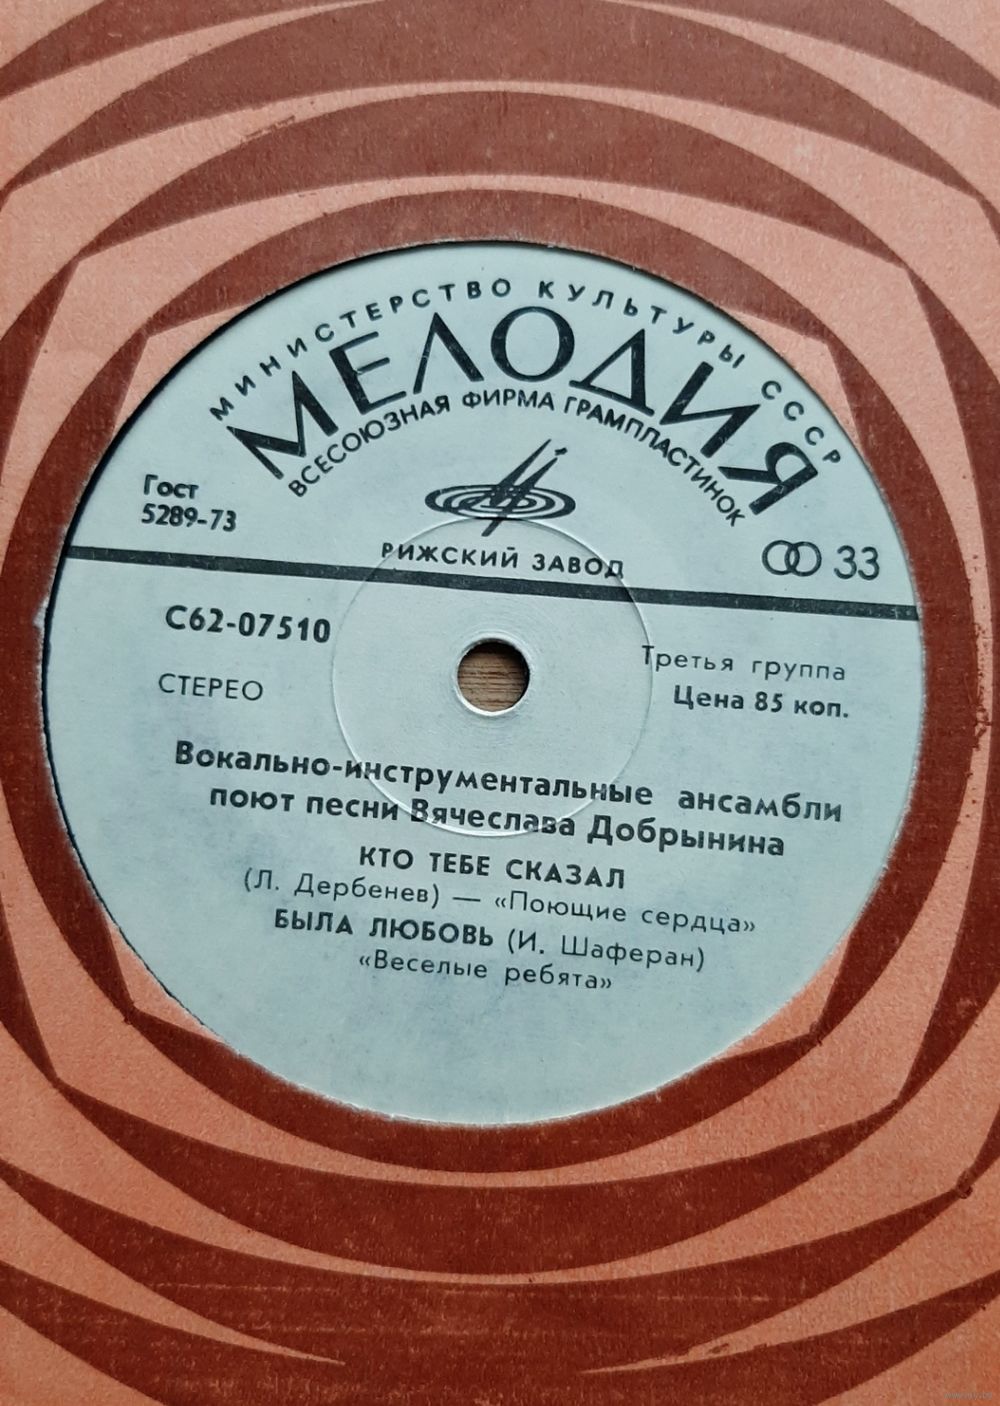 МИНИСТЕРСТВО КУЛЬТУРЫ СССР
МЕЛОДИЯ
ВСЕСОЮЗНАЯ ФИРМА ГРАМПЛАСТИНОК
Гост
5289-73
РИЖСКИЙ ЗАВОД
33
С62-07510
СТЕРЕО
Третья группа
Цена 85 коп.
Вокально-инструментальные ансамбли
поют песни Вячеслава Добрынина
КТО ТЕБЕ СКАЗАЛ
(Л. Дербенев) — «Поющие сердца»
БЫЛА ЛЮБОВЬ (И. Шаферан)
«Веселые ребята»